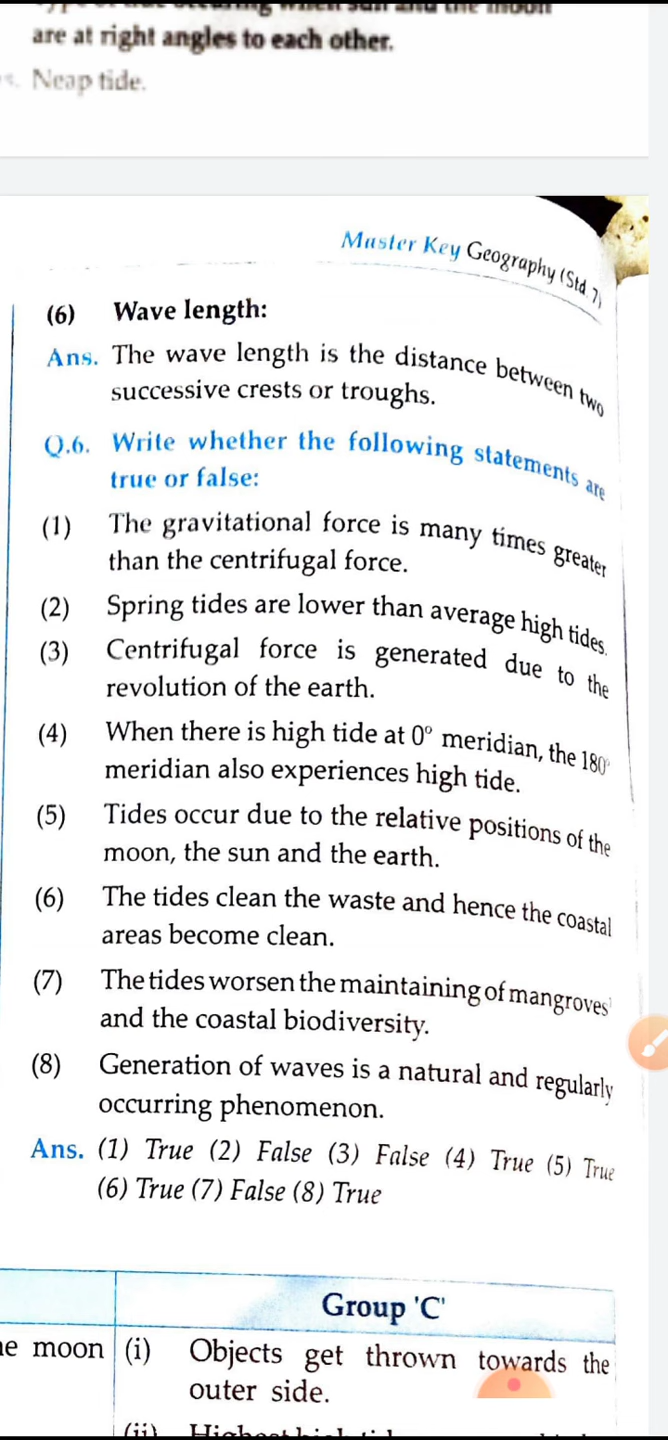 are at right angles to each other.
Neap tide.
Master Key Geography (Std. 7)
(6) Wave length:
Ans. The wave length is the distance between two
successive crests or troughs.
Q.6. Write whether the following statements are
true or false:
(1) The gravitational force is many times greater
than the centrifugal force.
(2) Spring tides are lower than average high tides.
(3) Centrifugal force is generated due to the
revolution of the earth.
(4) When there is high tide at 0° meridian, the 180°
meridian also experiences high tide.
(5) Tides occur due to the relative positions of the
moon, the sun and the earth.
(6) The tides clean the waste and hence the coastal
areas become clean.
(7) The tides worsen the maintaining of mangroves
and the coastal biodiversity.
(8) Generation of waves is a natural and regularly
occurring phenomenon.
Ans. (1) True (2) False (3) False (4) True (5) True
(6) True (7) False (8) True
Group 'C'
moon (i) Objects get thrown towards the
outer side.
(ii)